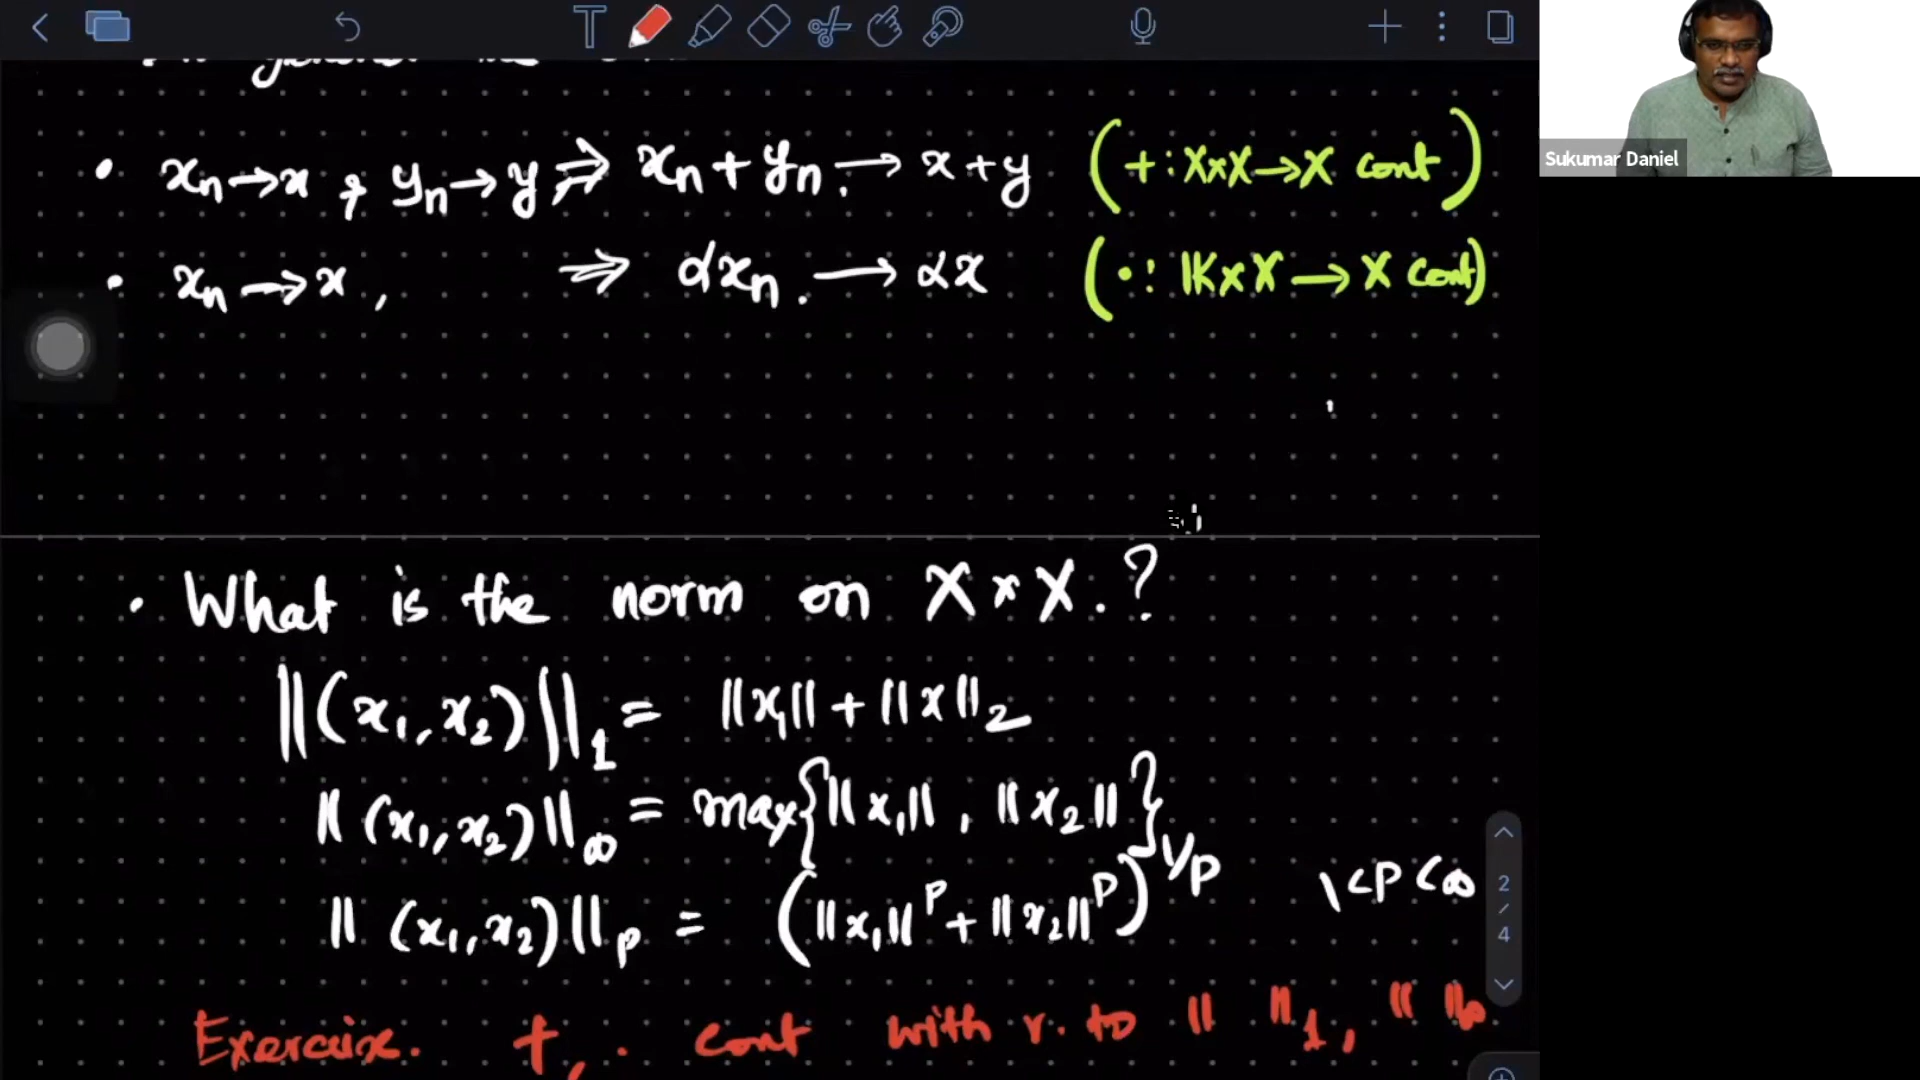 xₙ → x , yₙ → y ⇒ xₙ + yₙ → x + y (+ : X×X → X cont)
xₙ → x , ⇒ αxₙ → αx (• : 𝕂×X → X cont)
• What is the norm on X × X . ?
‖(x₁, x₂)‖₁ = ‖x₁‖ + ‖x‖₂
‖(x₁, x₂)‖∞ = max{‖x₁‖ , ‖x₂‖}
‖(x₁, x₂)‖ₚ = (‖x₁‖ᵖ + ‖x₂‖ᵖ)^1/p 1<p<∞
Exercise. +, . cont with r. to ‖ ‖₁, ‖ ‖
Sukumar Daniel
2
/
4